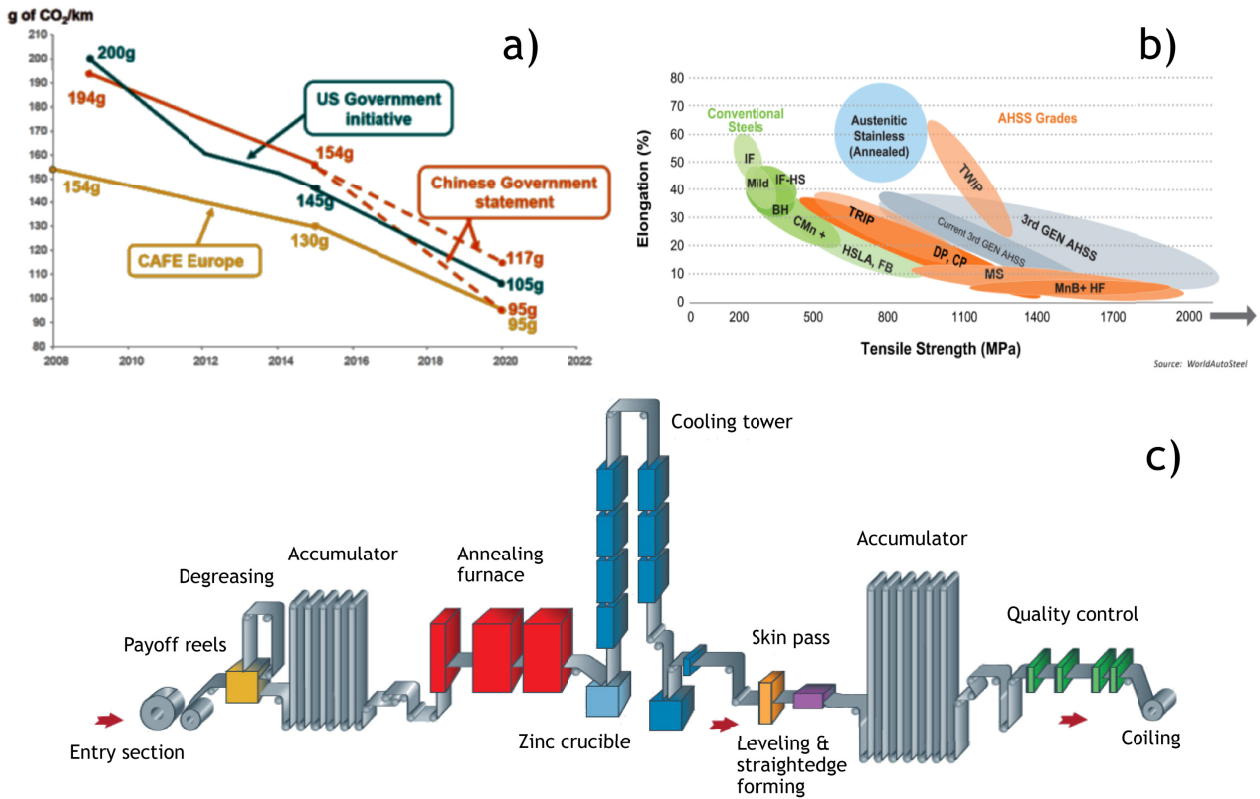 g of CO₂/km
a)
210
200
190
180
170
160
150
140
130
120
110
100
90
80
2008
2010
2012
2014
2016
2018
2020
2022
200g
194g
154g
US Government
initiative
154g
145g
130g
Chinese Government
statement
CAFE Europe
117g
105g
95g
95g
b)
Elongation (%)
80
70
60
50
40
30
20
10
0
0
200
500
800
1100
1400
1700
2000
Tensile Strength (MPa)
Source: WorldAutoSteel
Conventional
Steels
AHSS Grades
Austenitic
Stainless
(Annealed)
IF
Mild
IF-HS
BH
CMn +
HSLA, FB
TRIP
DP, CP
TWIP
Current 3rd GEN AHSS
3rd GEN AHSS
MS
MnB+ HF
c)
Cooling tower
Accumulator
Annealing
furnace
Accumulator
Degreasing
Payoff reels
Skin pass
Quality control
Entry section
Zinc crucible
Leveling &
straightedge
forming
Coiling